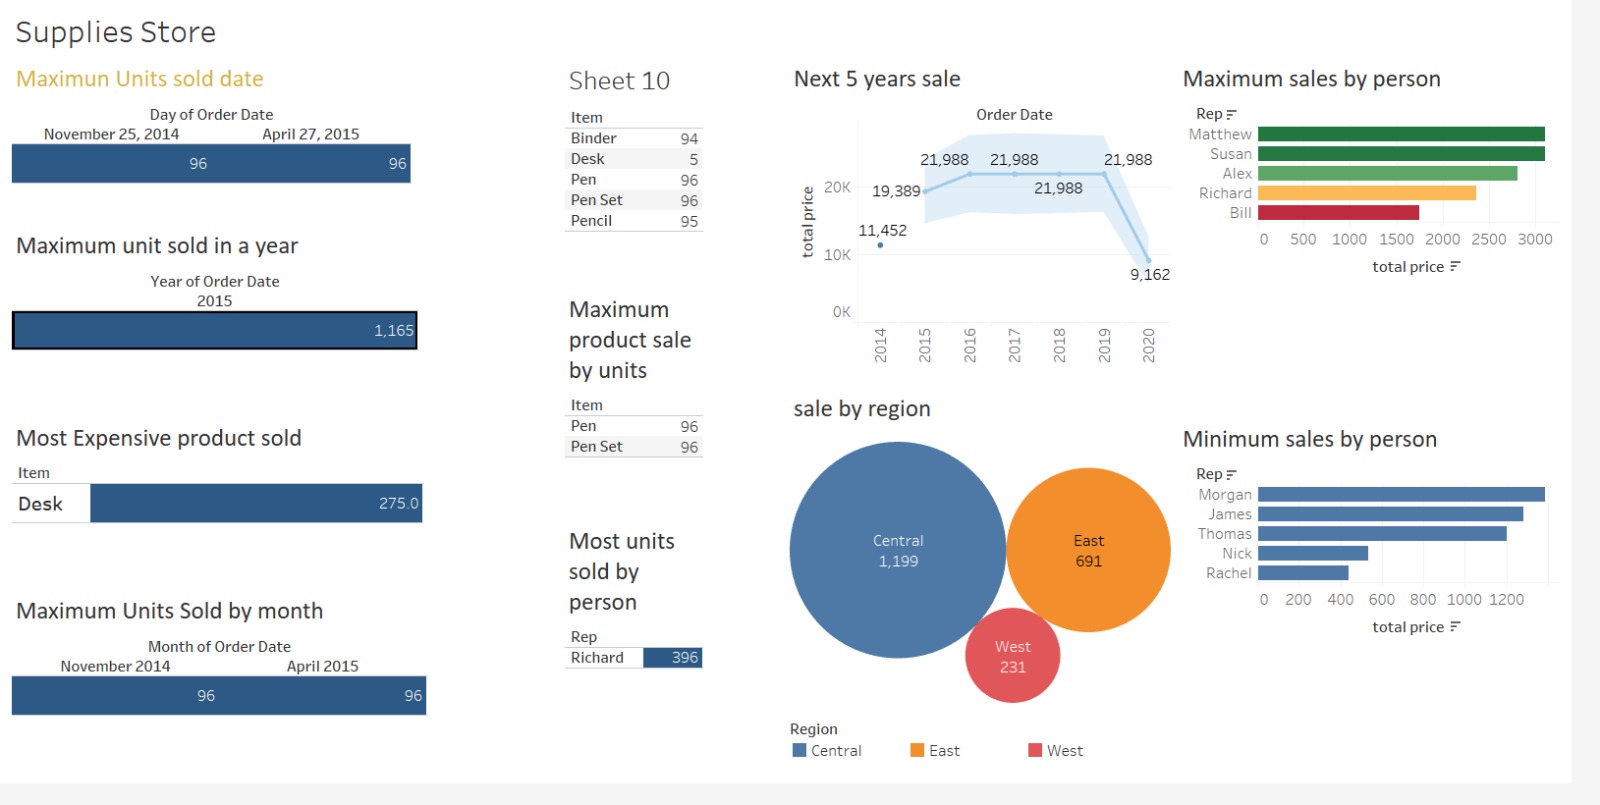 Supplies Store
Maximun Units sold date
Day of Order Date
November 25, 2014 April 27, 2015
96 96
Maximum unit sold in a year
Year of Order Date
2015
1,165
Most Expensive product sold
Item
Desk 275.0
Maximum Units Sold by month
Month of Order Date
November 2014 April 2015
96 96
Sheet 10
Item
Binder 94
Desk 5
Pen 96
Pen Set 96
Pencil 95
Maximum
product sale
by units
Item
Pen 96
Pen Set 96
Most units
sold by
person
Rep
Richard 396
Next 5 years sale
Order Date
total price
20K
10K
0K
11,452
19,389
21,988
21,988
21,988
21,988
9,162
2014 2015 2016 2017 2018 2019 2020
sale by region
Central
1,199
East
691
West
231
Region
Central East West
Maximum sales by person
Rep
Matthew
Susan
Alex
Richard
Bill
0 500 1000 1500 2000 2500 3000
total price
Minimum sales by person
Rep
Morgan
James
Thomas
Nick
Rachel
0 200 400 600 800 1000 1200
total price